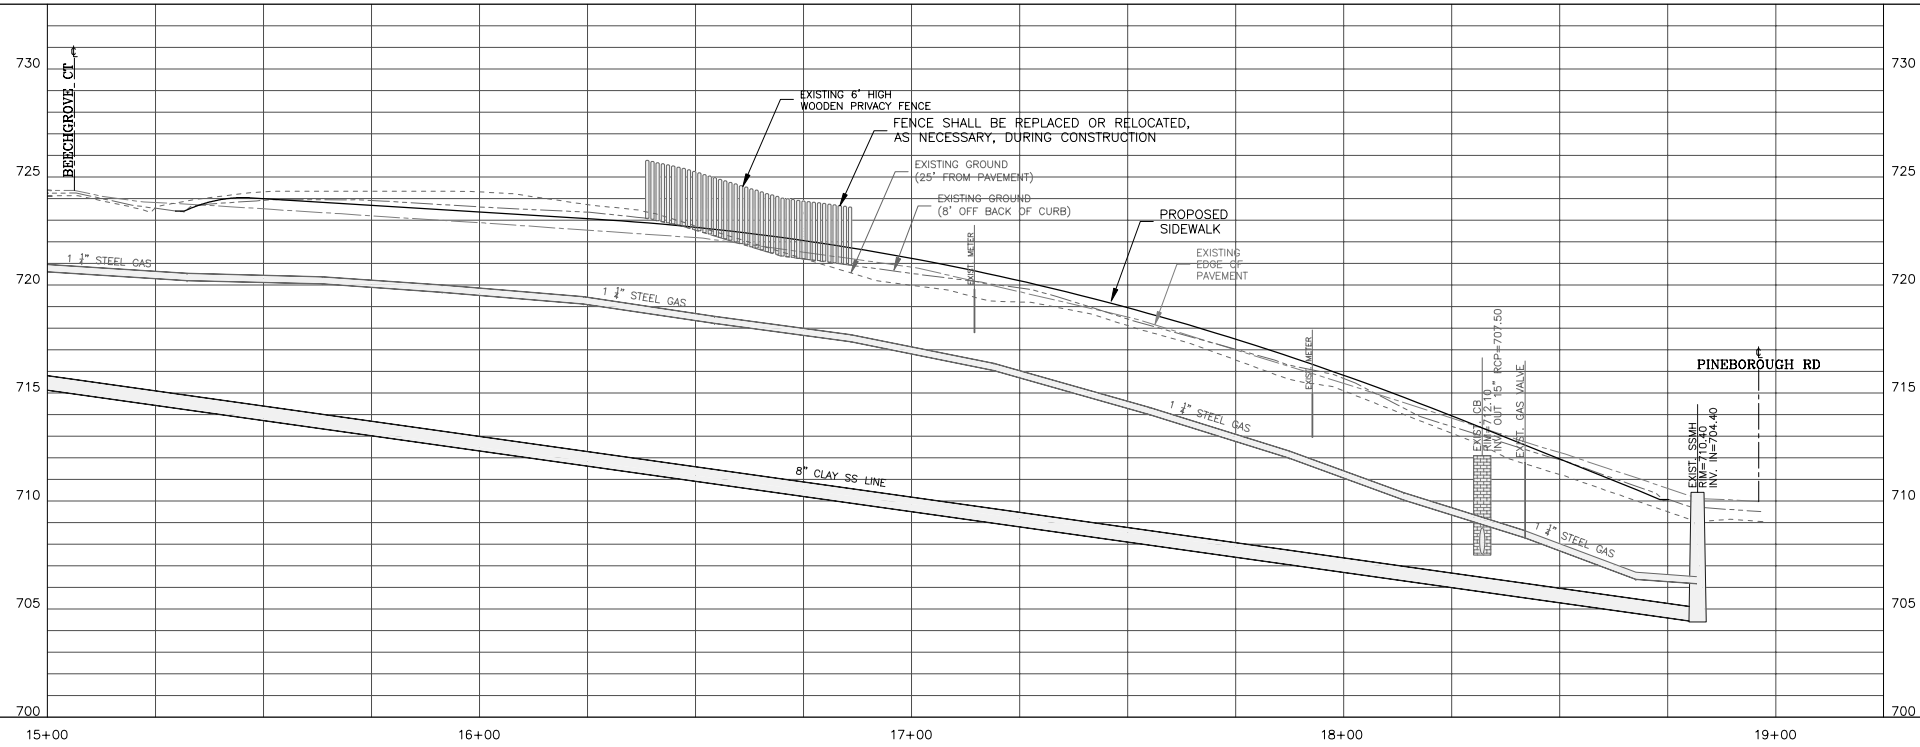 730
730
BEECHGROVE CT
℄
EXISTING 6' HIGH
WOODEN PRIVACY FENCE
FENCE SHALL BE REPLACED OR RELOCATED,
AS NECESSARY, DURING CONSTRUCTION
725
725
EXISTING GROUND
(25' FROM PAVEMENT)
EXISTING GROUND
(8' OFF BACK OF CURB)
PROPOSED
SIDEWALK
EXIST. METER
EXISTING
EDGE OF
PAVEMENT
1 ¼" STEEL GAS
720
720
1 ¼" STEEL GAS
EXIST. METER
EXIST. CB
RIM=712.10
INV. OUT 15" RCP=707.50
EXIST. GAS VALVE
℄
PINEBOROUGH RD
715
715
1 ¼" STEEL GAS
EXIST. SSMH
RIM=710.40
INV. IN=704.40
8" CLAY SS LINE
710
710
1 ¼" STEEL GAS
705
705
700
700
15+00
16+00
17+00
18+00
19+00